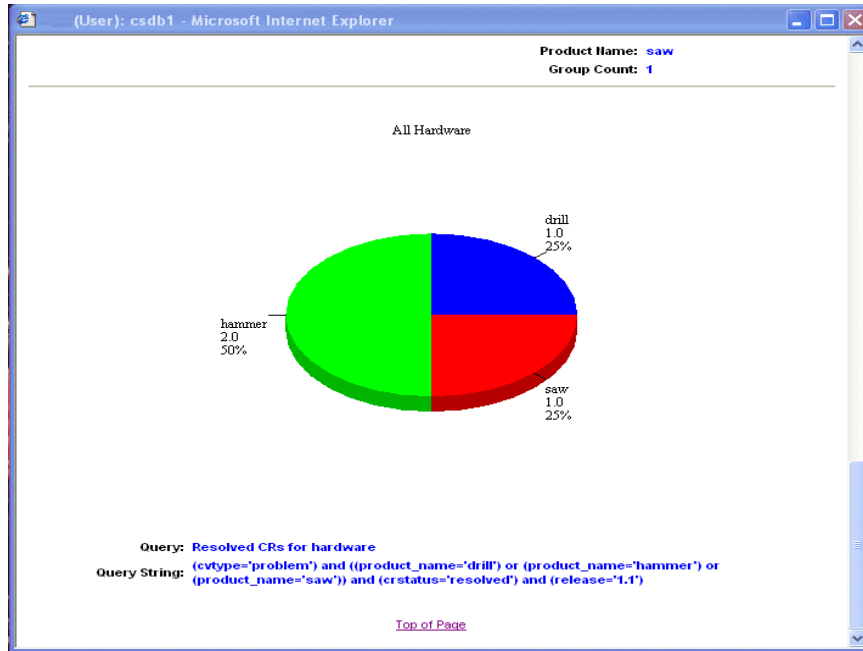 (User): csdb1 - Microsoft Internet Explorer
Product Name: saw
Group Count: 1
All Hardware
drill
1.0
25%
hammer
2.0
50%
saw
1.0
25%
Query: Resolved CRs for hardware
Query String: (cvtype='problem') and ((product_name='drill') or (product_name='hammer') or
(product_name='saw')) and (crstatus='resolved') and (release='1.1')
Top of Page